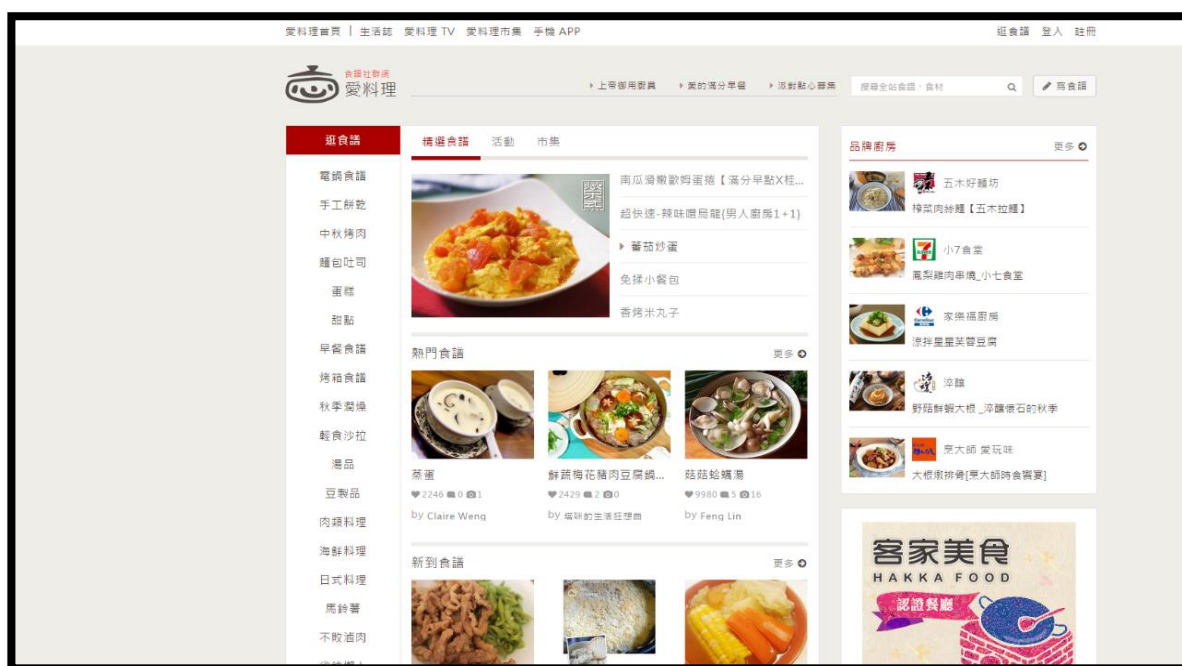 愛料理首頁 | 生活誌 愛料理 TV 愛料理市集 手機 APP
逛食譜 登入 註冊
食譜社群網
愛料理
上帝御用廚具 愛的滿分早餐 派對點心募集
搜尋全站食譜、食材
寫食譜
逛食譜
電鍋食譜
手工餅乾
中秋烤肉
麵包吐司
蛋糕
甜點
早餐食譜
烤箱食譜
秋季潤燥
輕食沙拉
湯品
豆製品
肉類料理
海鮮料理
日式料理
馬鈴薯
不敗滷肉
精選食譜 活動 市集
南瓜滑嫩歐姆蛋捲【滿分早點X桂...
超快速-辣味噌局龍{男人廚房1+1}
蕃茄炒蛋
免揉小餐包
香烤米丸子
熱門食譜
更多
蒸蛋
2246 0 1
by Claire Weng
鮮蔬梅花豬肉豆腐鍋...
2429 2 0
by 塔咪的生活狂想曲
菇菇蛤蠣湯
9980 5 16
by Feng Lin
新到食譜
更多
品牌廚房
更多
五木好麵坊
榨菜肉絲麵【五木拉麵】
小7食堂
鳳梨雞肉串燒_小七食堂
家樂福廚房
涼拌星星芙蓉豆腐
淬釀
野菇鮮蝦大根_淬釀懷石的秋季
烹大師 愛玩味
大根燉排骨[烹大師時食饗宴]
客家美食
HAKKA FOOD
認證餐廳